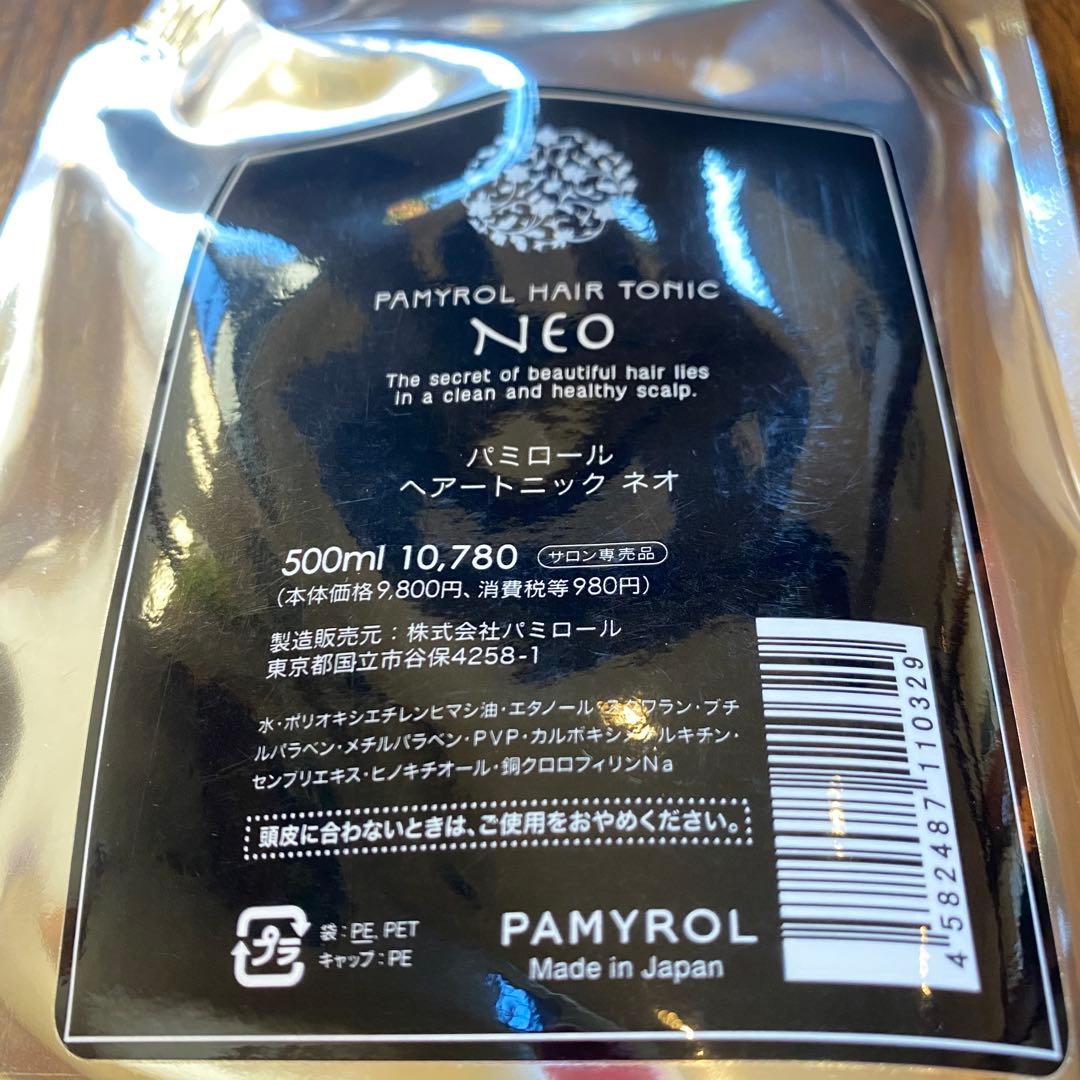 PAMYROL HAIR TONIC
NEO
The secret of beautiful hair lies
in a clean and healthy scalp.
パミロール
ヘアートニック ネオ
500ml 10,780 サロン専売品
(本体価格9,800円、消費税等980円)
製造販売元：株式会社パミロール
東京都国立市谷保4258-1
水・ポリオキシエチレンヒマシ油・エタノール・スクワラン・ブチ
ルパラベン・メチルパラベン・PVP・カルボキシメチルキチン・
センブリエキス・ヒノキチオール・銅クロロフィリンNa
頭皮に合わないときは、ご使用をおやめください。
プラ
袋：PE, PET
キャップ：PE
PAMYROL
Made in Japan
4 582487 110329